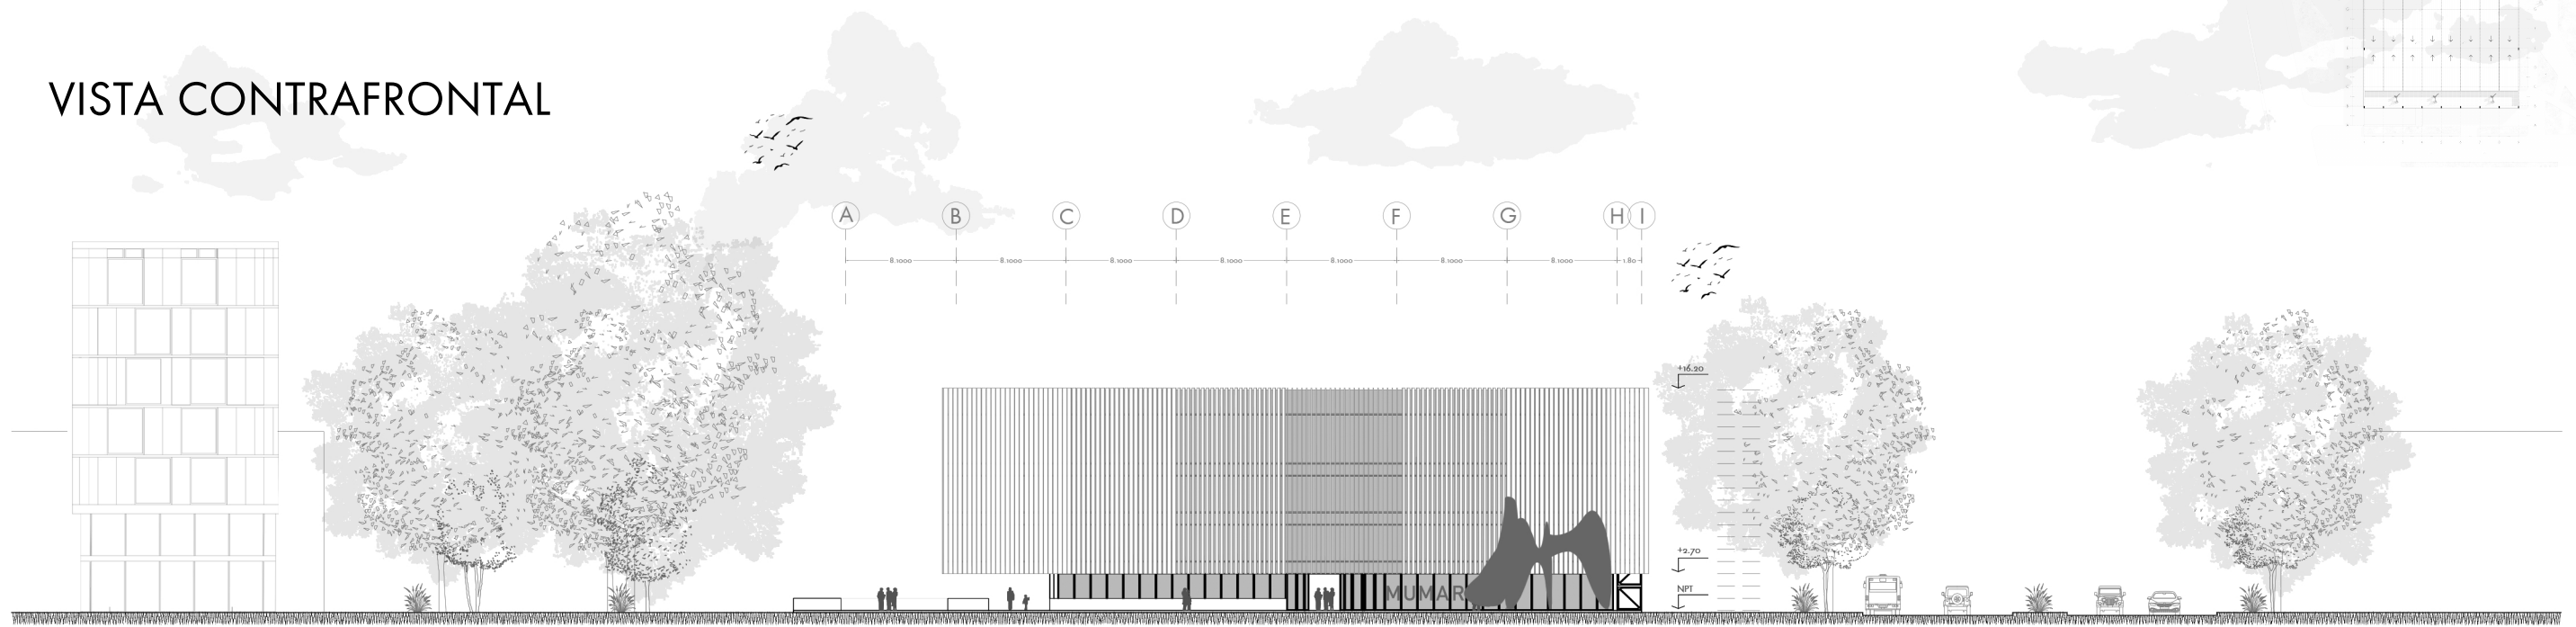 VISTA CONTRAFRONTAL
A B C D E F G H I
8.1000 8.1000 8.1000 8.1000 8.1000 8.1000 8.1000 1.80
+16.20
+2.70
NPT
MUMAR